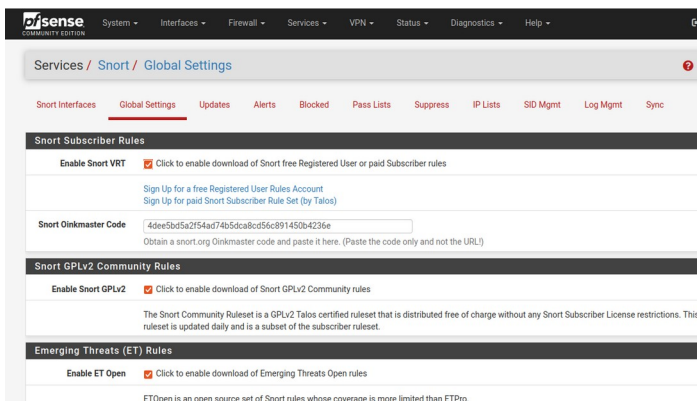 pfsense
COMMUNITY EDITION
System Interfaces Firewall Services VPN Status Diagnostics Help
Services / Snort / Global Settings
Snort Interfaces Global Settings Updates Alerts Blocked Pass Lists Suppress IP Lists SID Mgmt Log Mgmt Sync
Snort Subscriber Rules
Enable Snort VRT Click to enable download of Snort free Registered User or paid Subscriber rules
Sign Up for a free Registered User Rules Account
Sign Up for paid Snort Subscriber Rule Set (by Talos)
Snort Oinkmaster Code 4dee5bd5a2f54ad74b5dca8cd56c891450b4236e
Obtain a snort.org Oinkmaster code and paste it here. (Paste the code only and not the URL!)
Snort GPLv2 Community Rules
Enable Snort GPLv2 Click to enable download of Snort GPLv2 Community rules
The Snort Community Ruleset is a GPLv2 Talos certified ruleset that is distributed free of charge without any Snort Subscriber License restrictions. This
ruleset is updated daily and is a subset of the subscriber ruleset.
Emerging Threats (ET) Rules
Enable ET Open Click to enable download of Emerging Threats Open rules
ETOpen is an open source set of Snort rules whose coverage is more limited than ETPro.